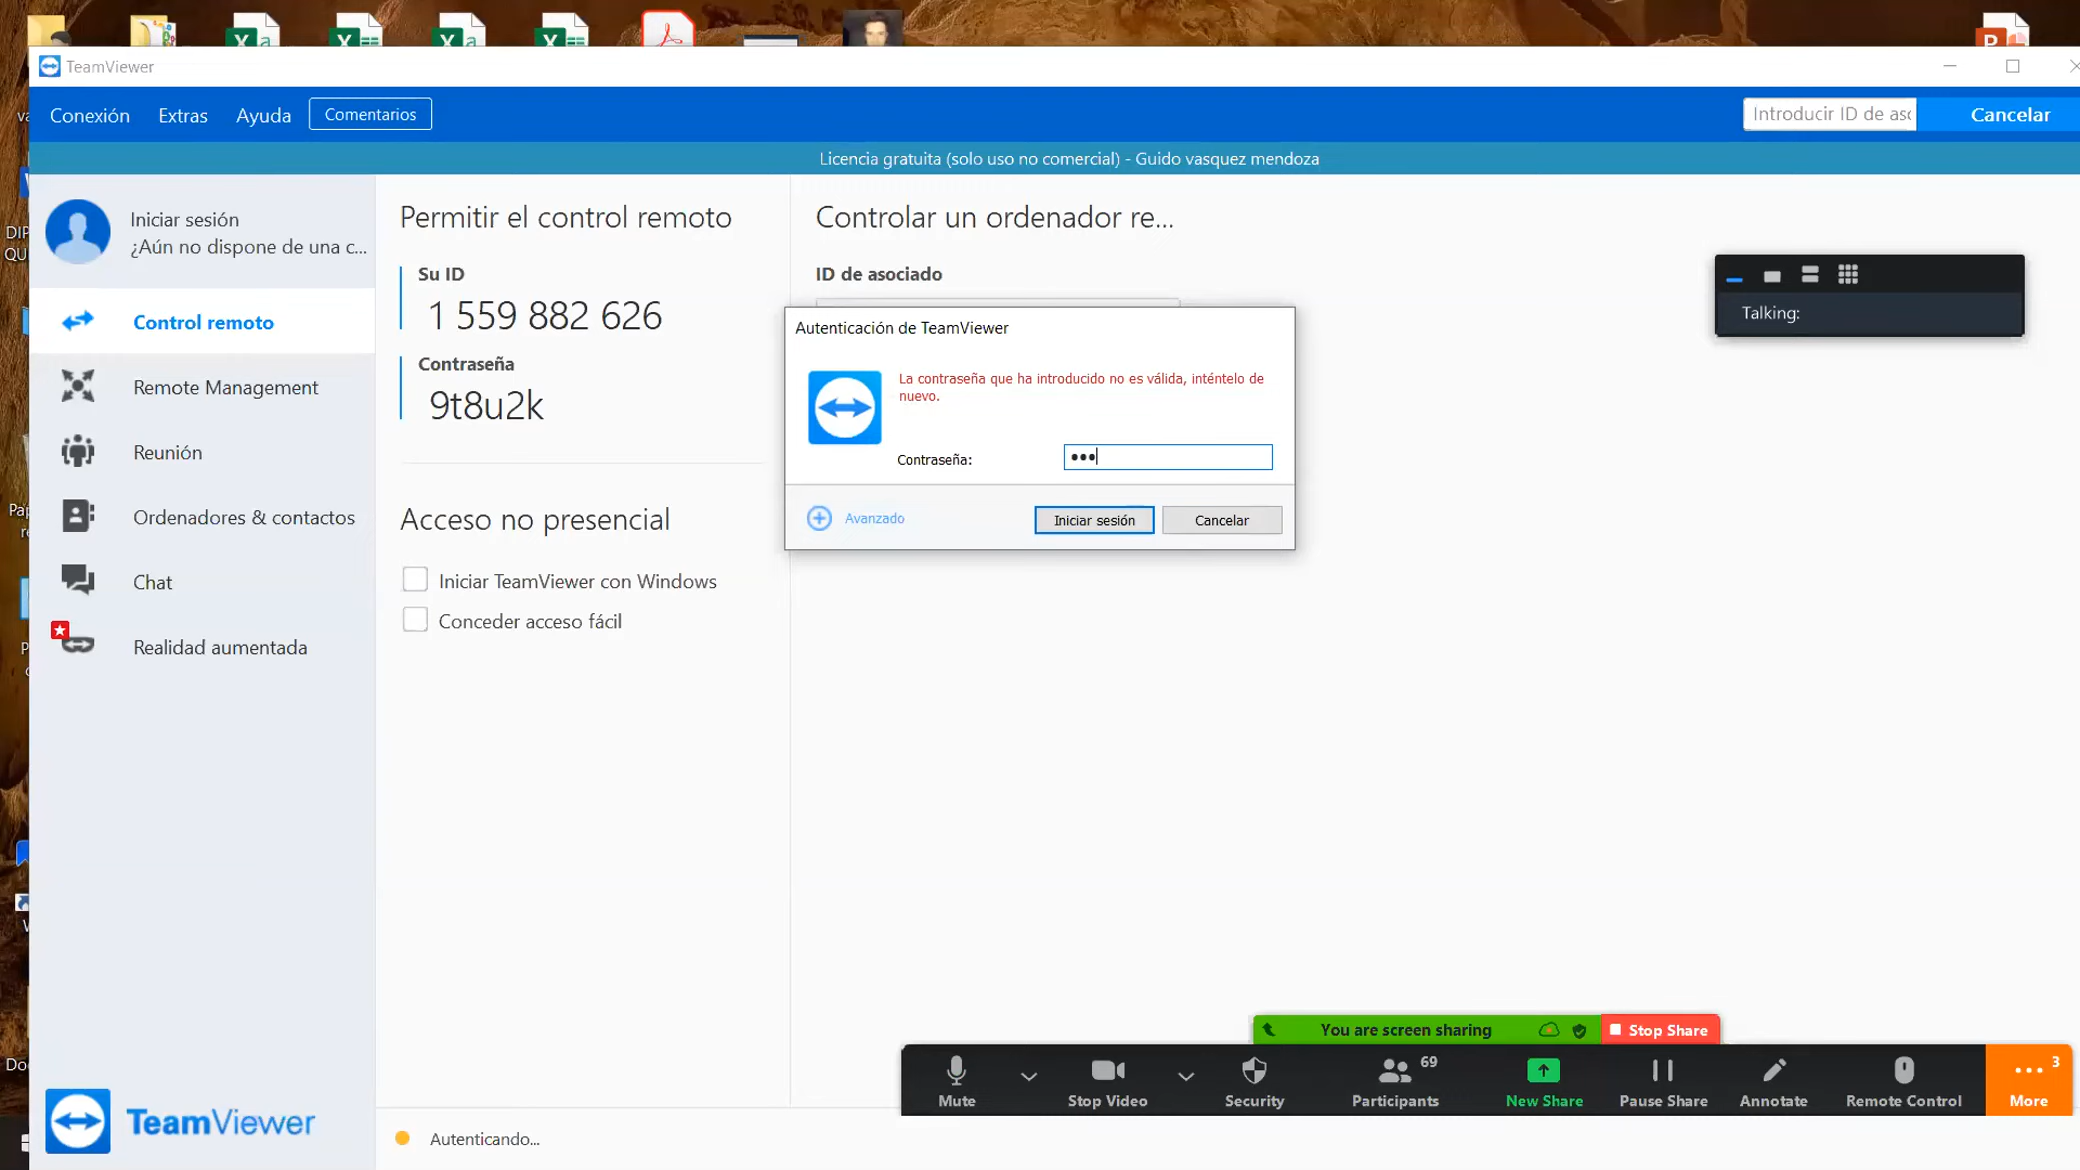 TeamViewer
Conexión
Extras
Ayuda
Comentarios
Introducir ID de aso
Cancelar
Licencia gratuita (solo uso no comercial) - Guido vasquez mendoza
Iniciar sesión
¿Aún no dispone de una c...
Control remoto
Remote Management
Reunión
Ordenadores & contactos
Chat
Realidad aumentada
TeamViewer
Permitir el control remoto
Su ID
1 559 882 626
Contraseña
9t8u2k
Acceso no presencial
Iniciar TeamViewer con Windows
Conceder acceso fácil
Controlar un ordenador re...
ID de asociado
Autenticación de TeamViewer
La contraseña que ha introducido no es válida, inténtelo de
nuevo.
Contraseña:
Avanzado
Iniciar sesión
Cancelar
Talking:
You are screen sharing
Stop Share
Mute
Stop Video
Security
69
Participants
New Share
Pause Share
Annotate
Remote Control
3
More
Autenticando...